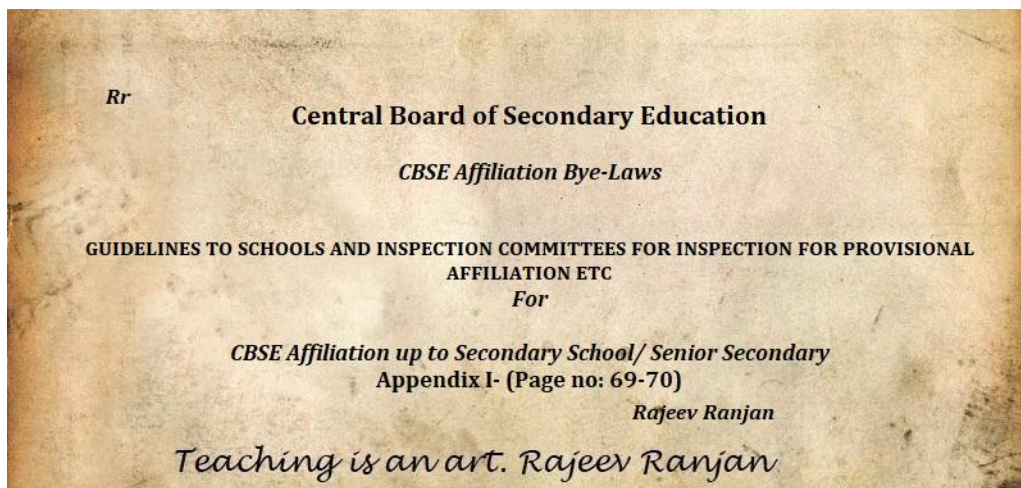 Rr
Central Board of Secondary Education
CBSE Affiliation Bye-Laws
GUIDELINES TO SCHOOLS AND INSPECTION COMMITTEES FOR INSPECTION FOR PROVISIONAL
AFFILIATION ETC
For
CBSE Affiliation up to Secondary School/ Senior Secondary
Appendix I- (Page no: 69-70)
Rajeev Ranjan
Teaching is an art. Rajeev Ranjan